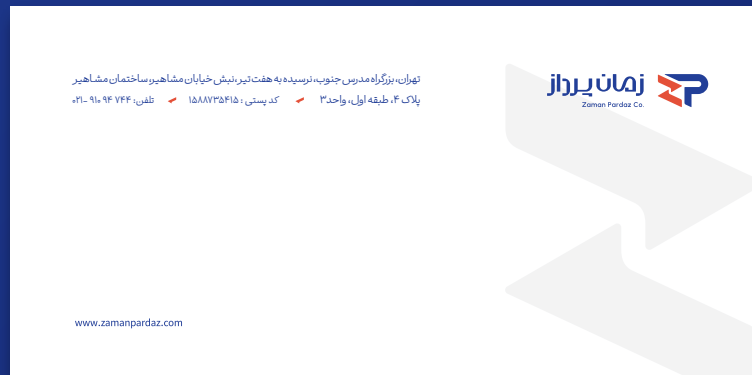 زمان پرداز
Zaman Pardaz Co.
تهران، بزرگراه مدرس جنوب، نرسیده به هفت تیر، نبش خیابان مشاهیر، ساختمان مشاهیر
پلاک ۴، طبقه اول، واحد ۳ کد پستی : ۱۵۸۸۷۳۵۴۱۵ تلفن: ۷۴۴ ۹۴ ۹۱۰ -۰۲۱
www.zamanpardaz.com